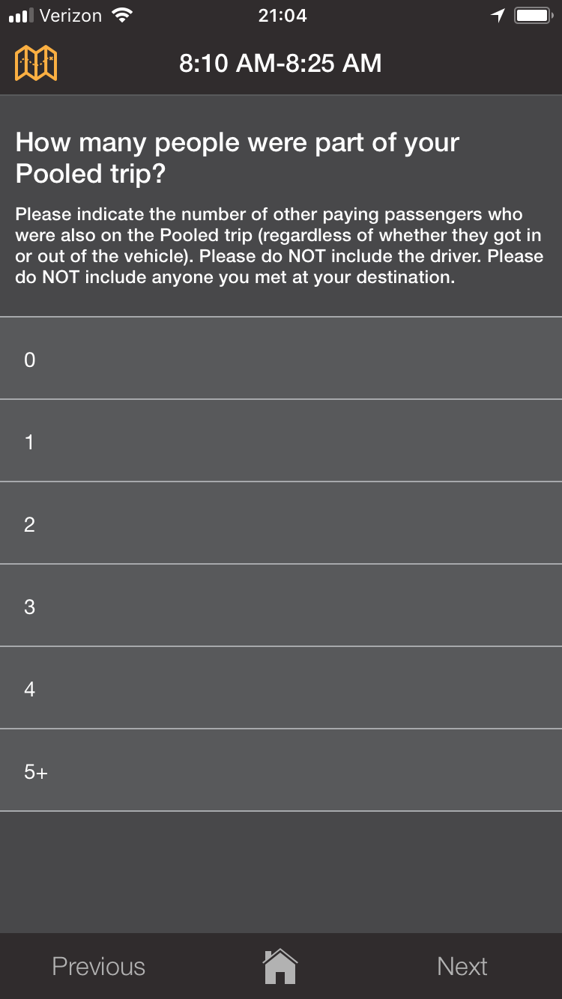 Verizon 21:04
8:10 AM-8:25 AM
How many people were part of your
Pooled trip?
Please indicate the number of other paying passengers who
were also on the Pooled trip (regardless of whether they got in
or out of the vehicle). Please do NOT include the driver. Please
do NOT include anyone you met at your destination.
0
1
2
3
4
5+
Previous Next